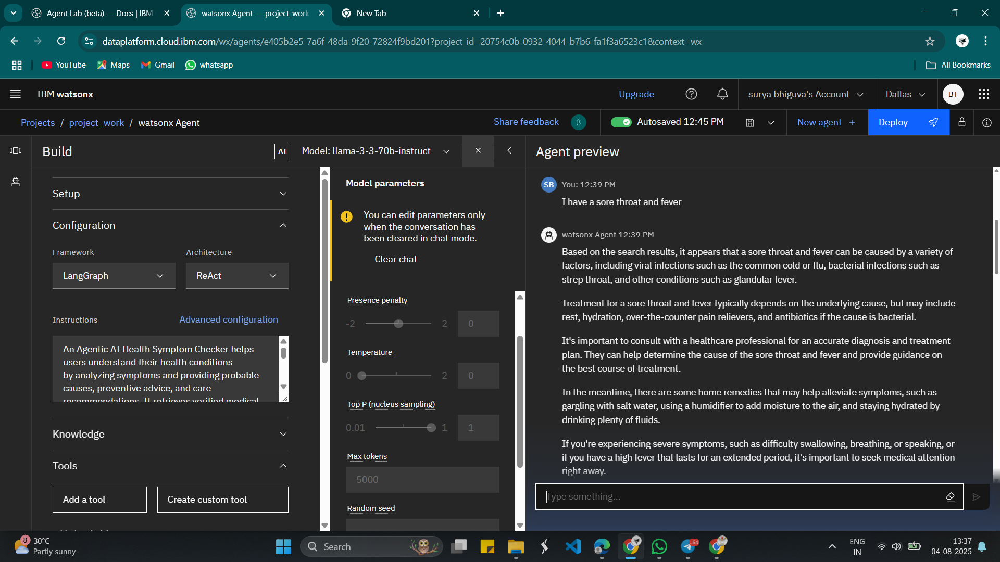 Agent Lab (beta) — Docs | IBM
watsonx Agent — project_work
New Tab
dataplatform.cloud.ibm.com/wx/agents/e405b2e5-7a6f-48da-9f20-72824f9bd201?project_id=20754c0b-0932-4044-b7b6-fa1f3a6523c1&context=wx
YouTube
Maps
Gmail
whatsapp
All Bookmarks
IBM watsonx
Upgrade
surya bhiguva's Account
Dallas
BT
Projects / project_work / watsonx Agent
Share feedback
β
Autosaved 12:45 PM
New agent +
Deploy
Build
AI
Model: llama-3-3-70b-instruct
Agent preview
Setup
Configuration
Framework
Architecture
LangGraph
ReAct
Instructions
Advanced configuration
An Agentic AI Health Symptom Checker helps
users understand their health conditions
by analyzing symptoms and providing probable
causes, preventive advice, and care
recommendations. It retrieves verified medical
Knowledge
Tools
Add a tool
Create custom tool
Model parameters
You can edit parameters only
when the conversation has
been cleared in chat mode.
Clear chat
Presence penalty
-2
2
0
Temperature
0
2
0
Top P (nucleus sampling)
0.01
1
1
Max tokens
5000
Random seed
SB
You: 12:39 PM
I have a sore throat and fever
watsonx Agent 12:39 PM
Based on the search results, it appears that a sore throat and fever can be caused by a variety of
factors, including viral infections such as the common cold or flu, bacterial infections such as
strep throat, and other conditions such as glandular fever.
Treatment for a sore throat and fever typically depends on the underlying cause, but may include
rest, hydration, over-the-counter pain relievers, and antibiotics if the cause is bacterial.
It's important to consult with a healthcare professional for an accurate diagnosis and treatment
plan. They can help determine the cause of the sore throat and fever and provide guidance on
the best course of treatment.
In the meantime, there are some home remedies that may help alleviate symptoms, such as
gargling with salt water, using a humidifier to add moisture to the air, and staying hydrated by
drinking plenty of fluids.
If you're experiencing severe symptoms, such as difficulty swallowing, breathing, or speaking, or
if you have a high fever that lasts for an extended period, it's important to seek medical attention
right away.
Type something...
8
30°C
Partly sunny
Search
64
ENG
IN
13:37
04-08-2025